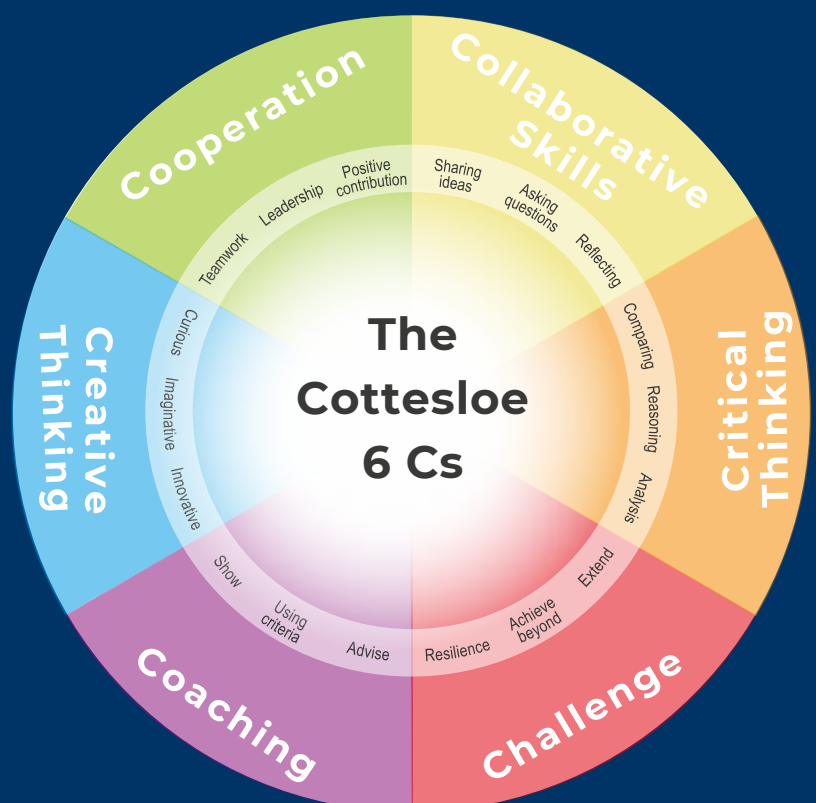 The
Cottesloe
6 Cs
Collaborative
Skills
Sharing
ideas
Asking
questions
Reflecting
Critical
Thinking
Comparing
Reasoning
Analysis
Challenge
Extend
Achieve
beyond
Resilience
Coaching
Advise
Using
criteria
Show
Creative
Thinking
Innovative
Imaginative
Curious
Cooperation
Teamwork
Leadership
Positive
contribution